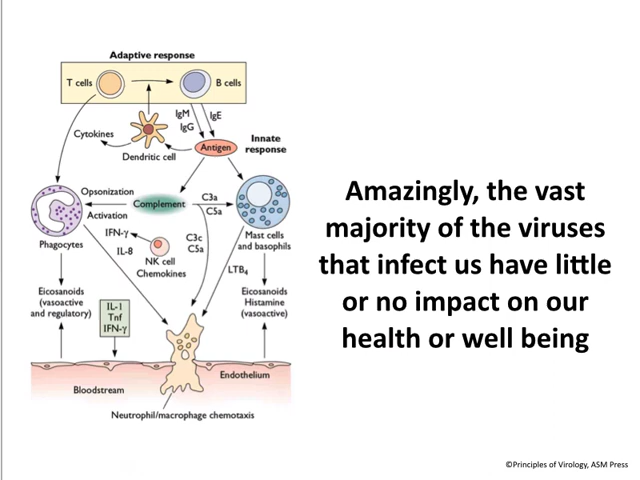 Adaptive response
T cells
B cells
IgM
IgG
IgE
Cytokines
Dendritic cell
Antigen
Innate
response
Opsonization
Complement
C3a
C5a
Activation
IFN-γ
IL-8
NK cell
Chemokines
C3c
C5a
Phagocytes
Mast cells
and basophils
LTB4
Eicosanoids
(vasoactive
and regulatory)
IL-1
Tnf
IFN-γ
Eicosanoids
Histamine
(vasoactive)
Endothelium
Bloodstream
Neutrophil/macrophage chemotaxis
Amazingly, the vast
majority of the viruses
that infect us have little
or no impact on our
health or well being
©Principles of Virology, ASM Press